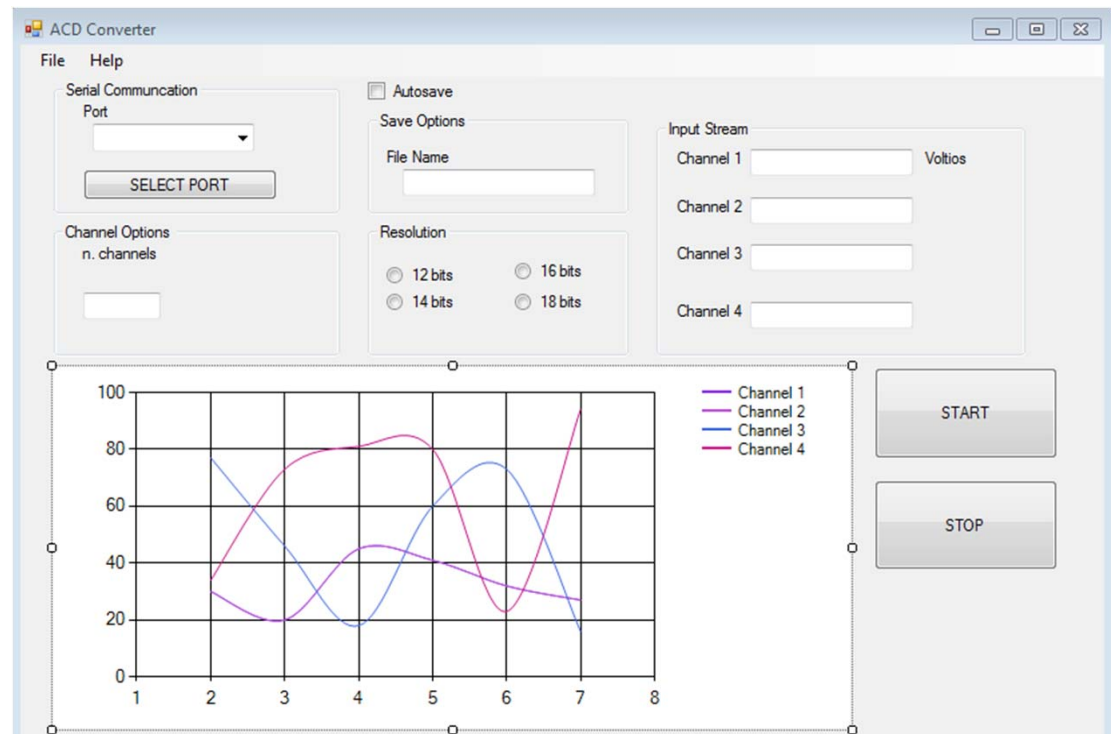 ACD Converter
File Help
Serial Communcation
Port
SELECT PORT
Channel Options
n. channels
Autosave
Save Options
File Name
Resolution
12 bits
16 bits
14 bits
18 bits
Input Stream
Channel 1 Voltios
Channel 2
Channel 3
Channel 4
100
80
60
40
20
0
1 2 3 4 5 6 7 8
Channel 1
Channel 2
Channel 3
Channel 4
START
STOP